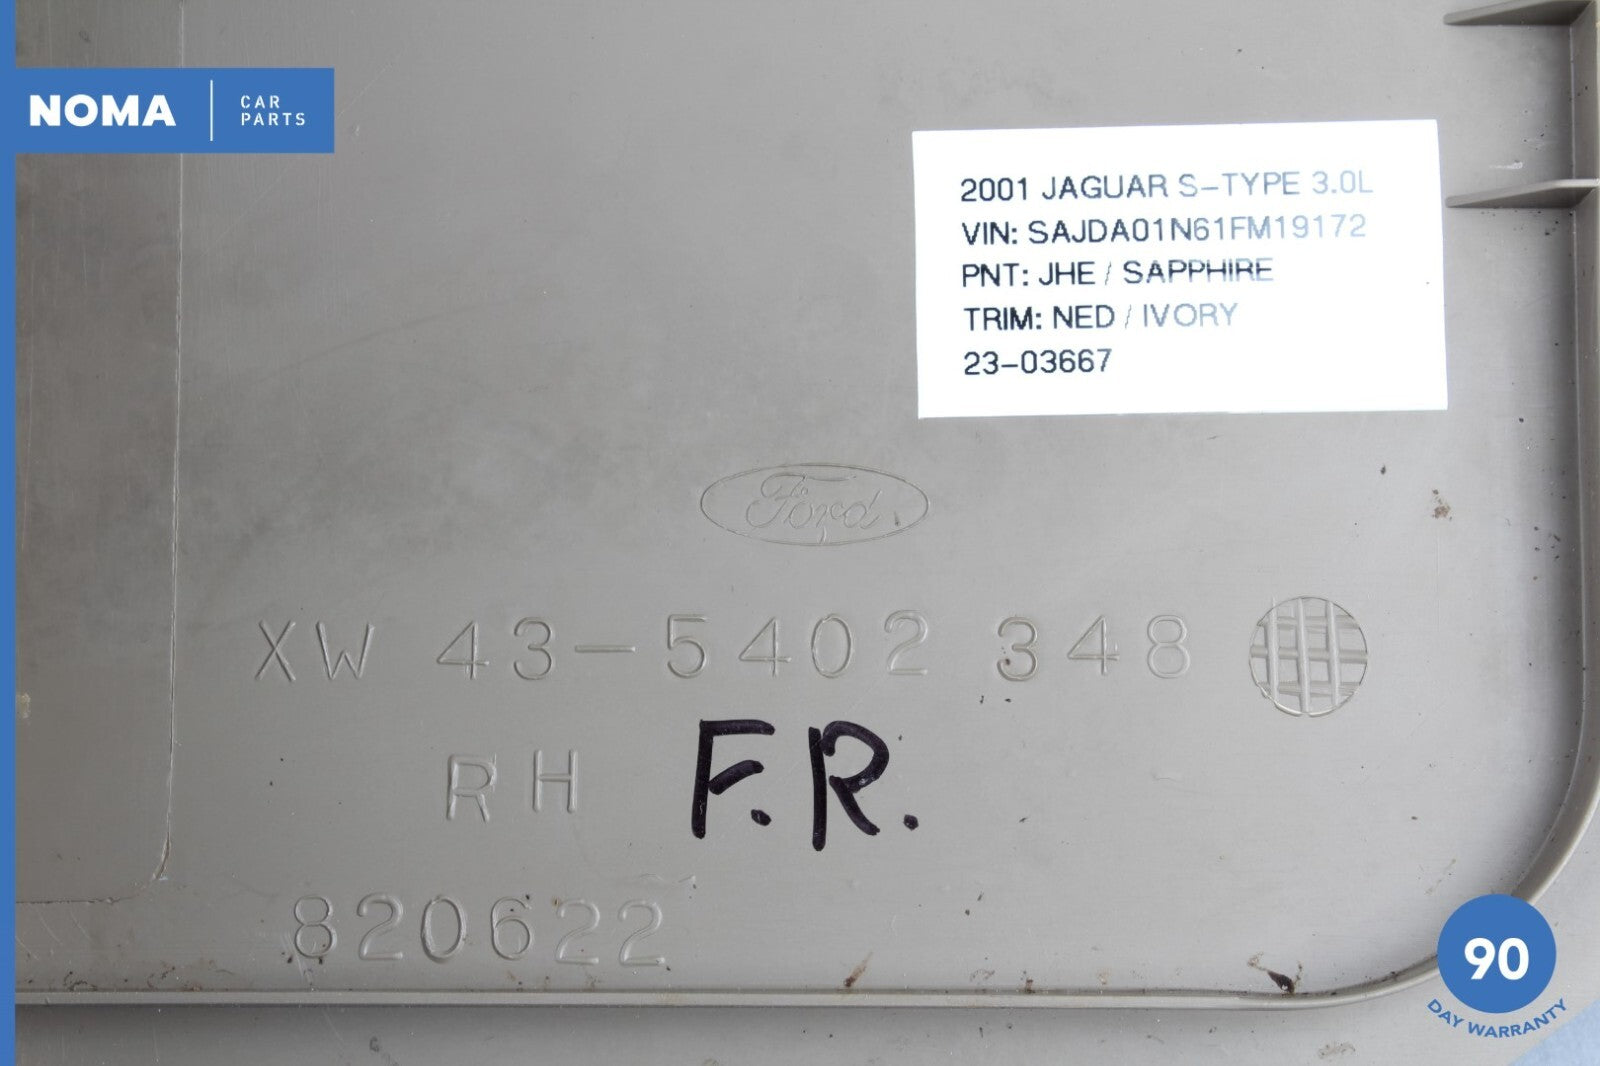 NOMA
CAR
PARTS
2001 JAGUAR S-TYPE 3.0L
VIN: SAJDA01N61FM19172
PNT: JHE / SAPPHIRE
TRIM: NED / IVORY
23-03667
Ford
XW 43-5402 348
RH
F.R.
820622
90
DAY WARRANTY